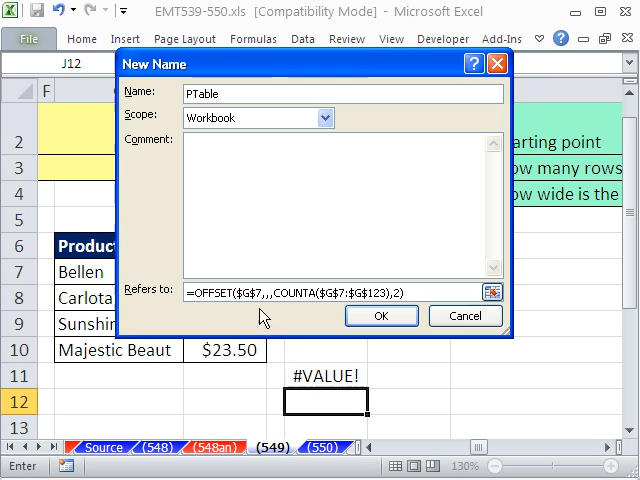 EMT539-550.xls [Compatibility Mode] - Microsoft Excel
File Home Insert Page Layout Formulas Data Review View Developer Add-Ins
J12
New Name
Name: PTable
Scope: Workbook
Comment:
Refers to: =OFFSET($G$7,,,COUNTA($G$7:$G$123),2)
OK Cancel
F
2 arting point
3 ow many rows
4 ow wide is the
5
6 Product
7 Bellen
8 Carlota
9 Sunshin
10 Majestic Beaut $23.50
11 #VALUE!
12
13
Source (548) (548an) (549) (550)
Enter 130%